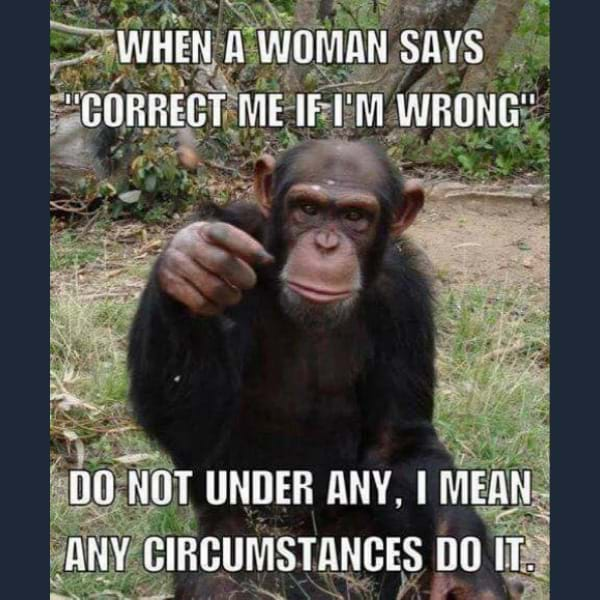 WHEN A WOMAN SAYS
"CORRECT ME IF I'M WRONG"
DO NOT UNDER ANY, I MEAN
ANY CIRCUMSTANCES DO IT.